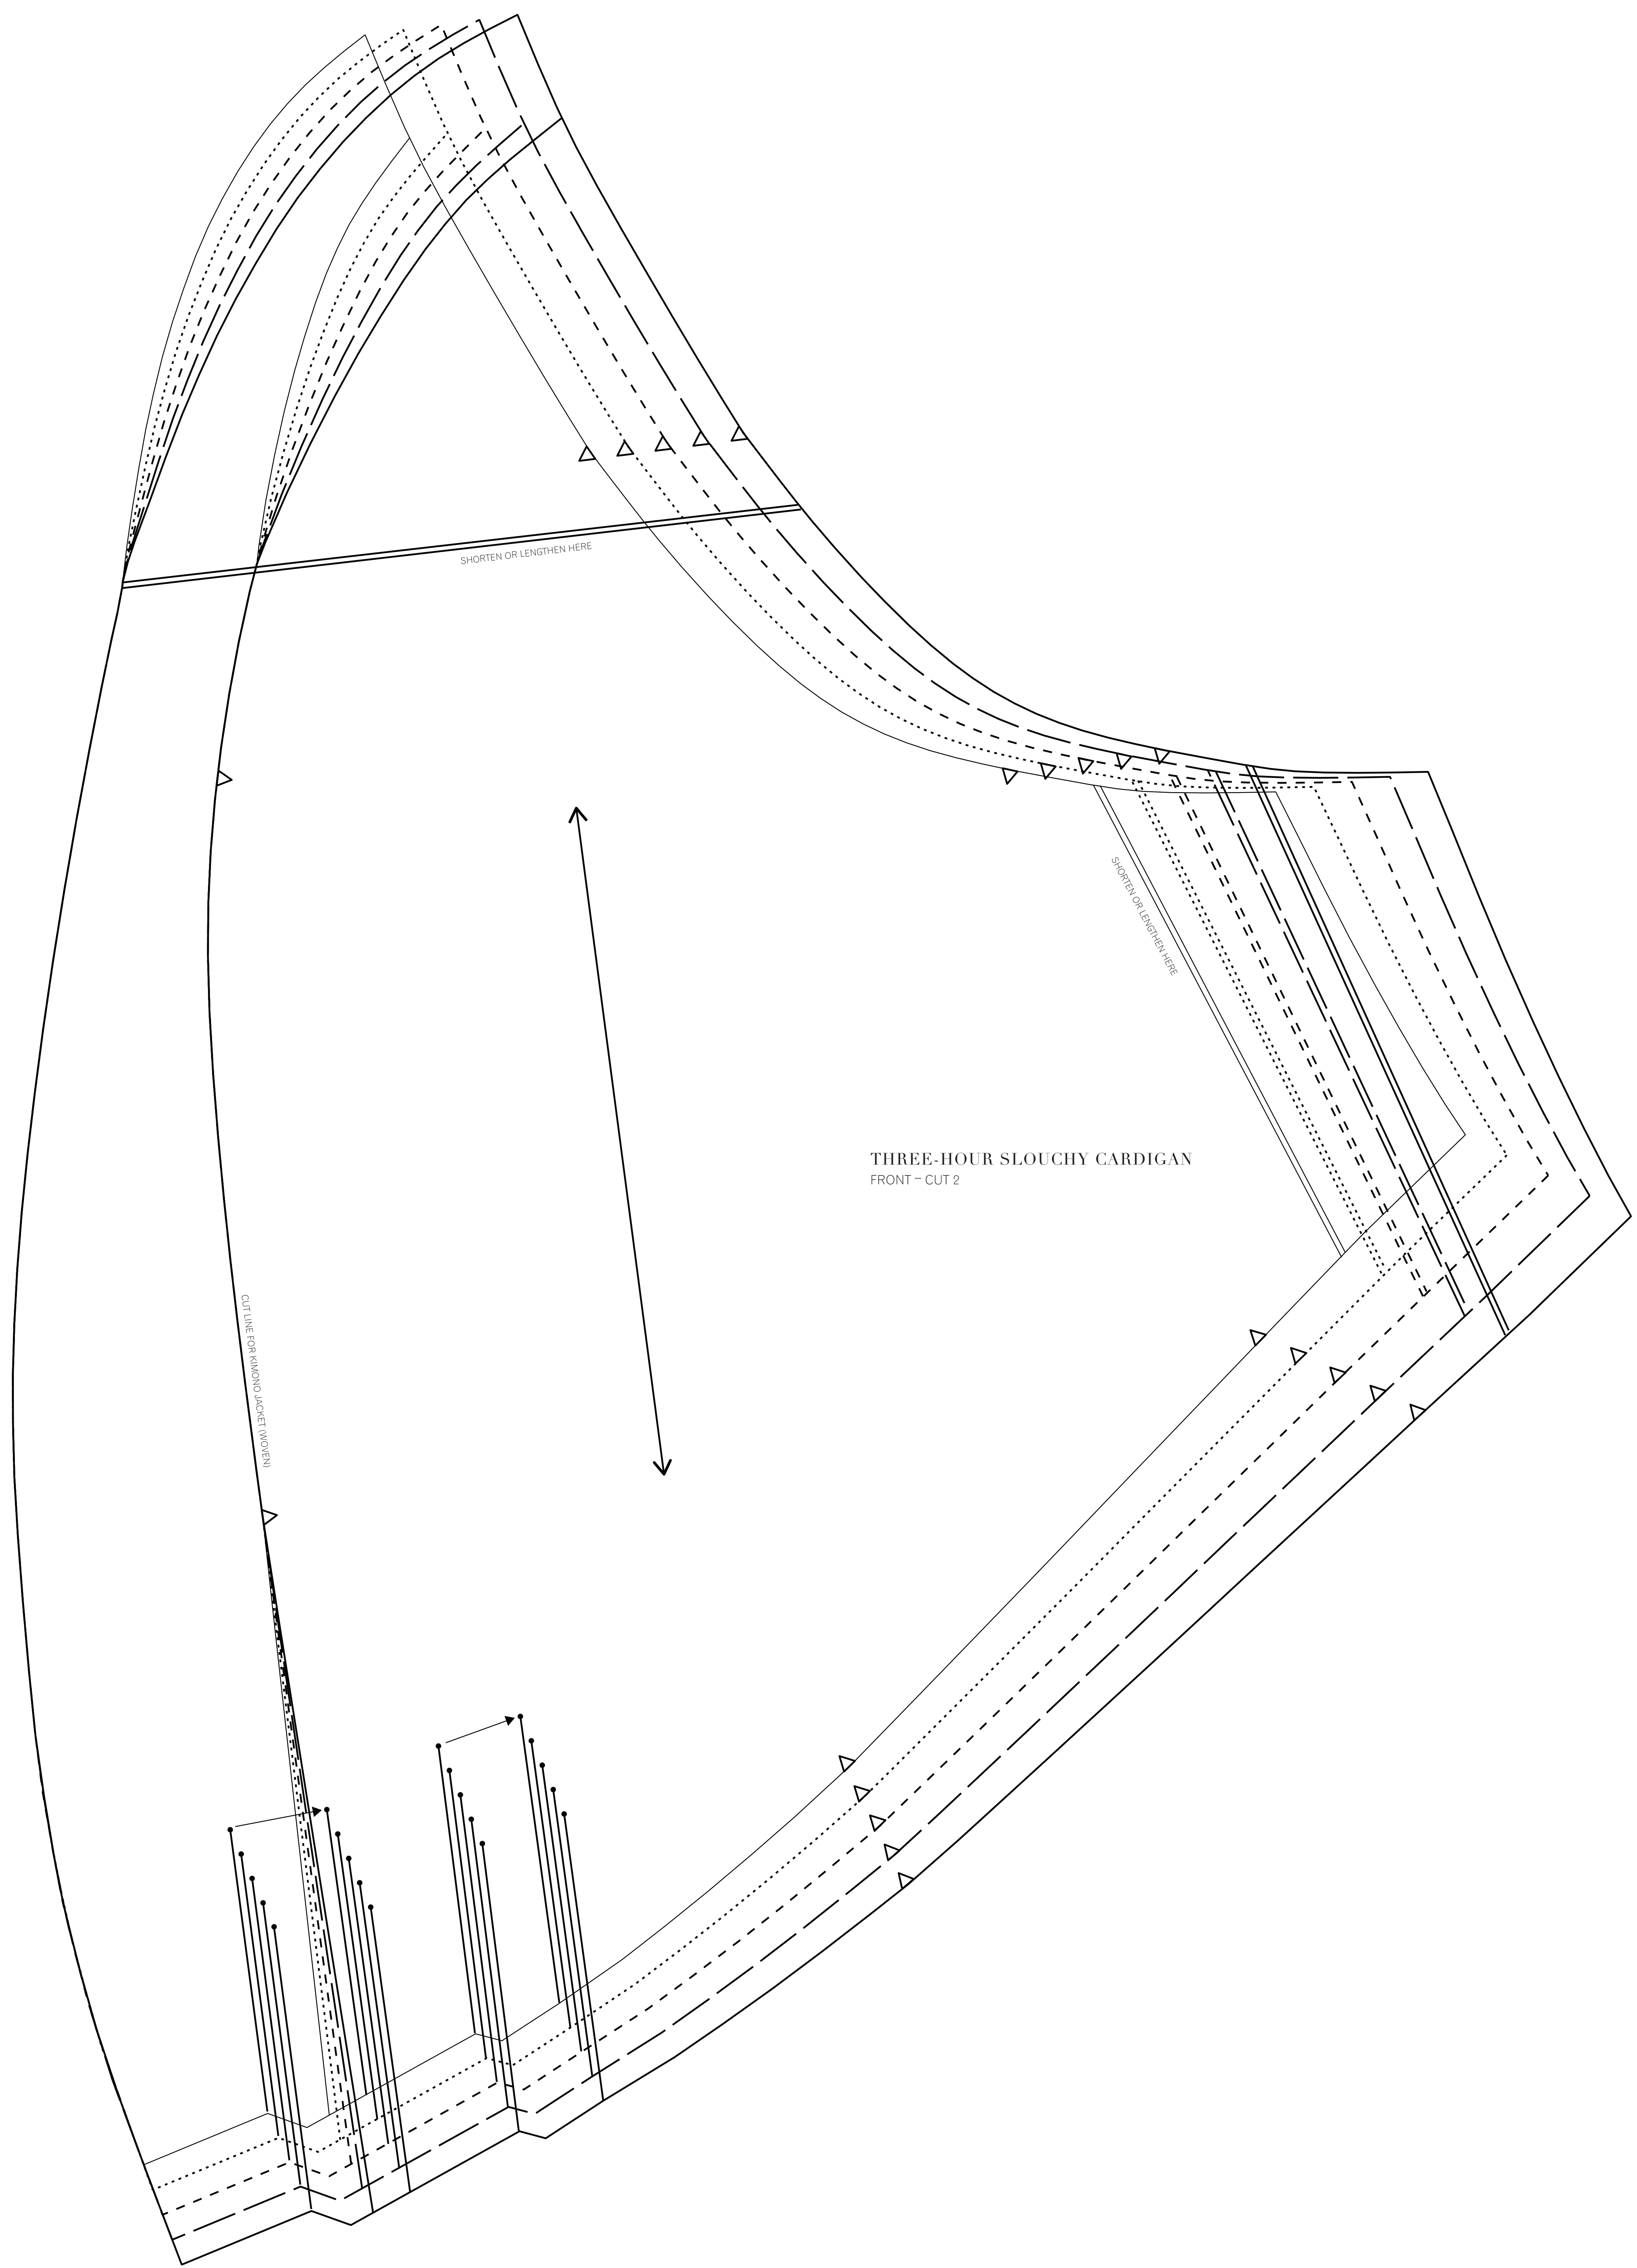 SHORTEN OR LENGTHEN HERE
SHORTEN OR LENGTHEN HERE
THREE-HOUR SLOUCHY CARDIGAN
FRONT – CUT 2
CUT LINE FOR KIMONO JACKET (WOVEN)